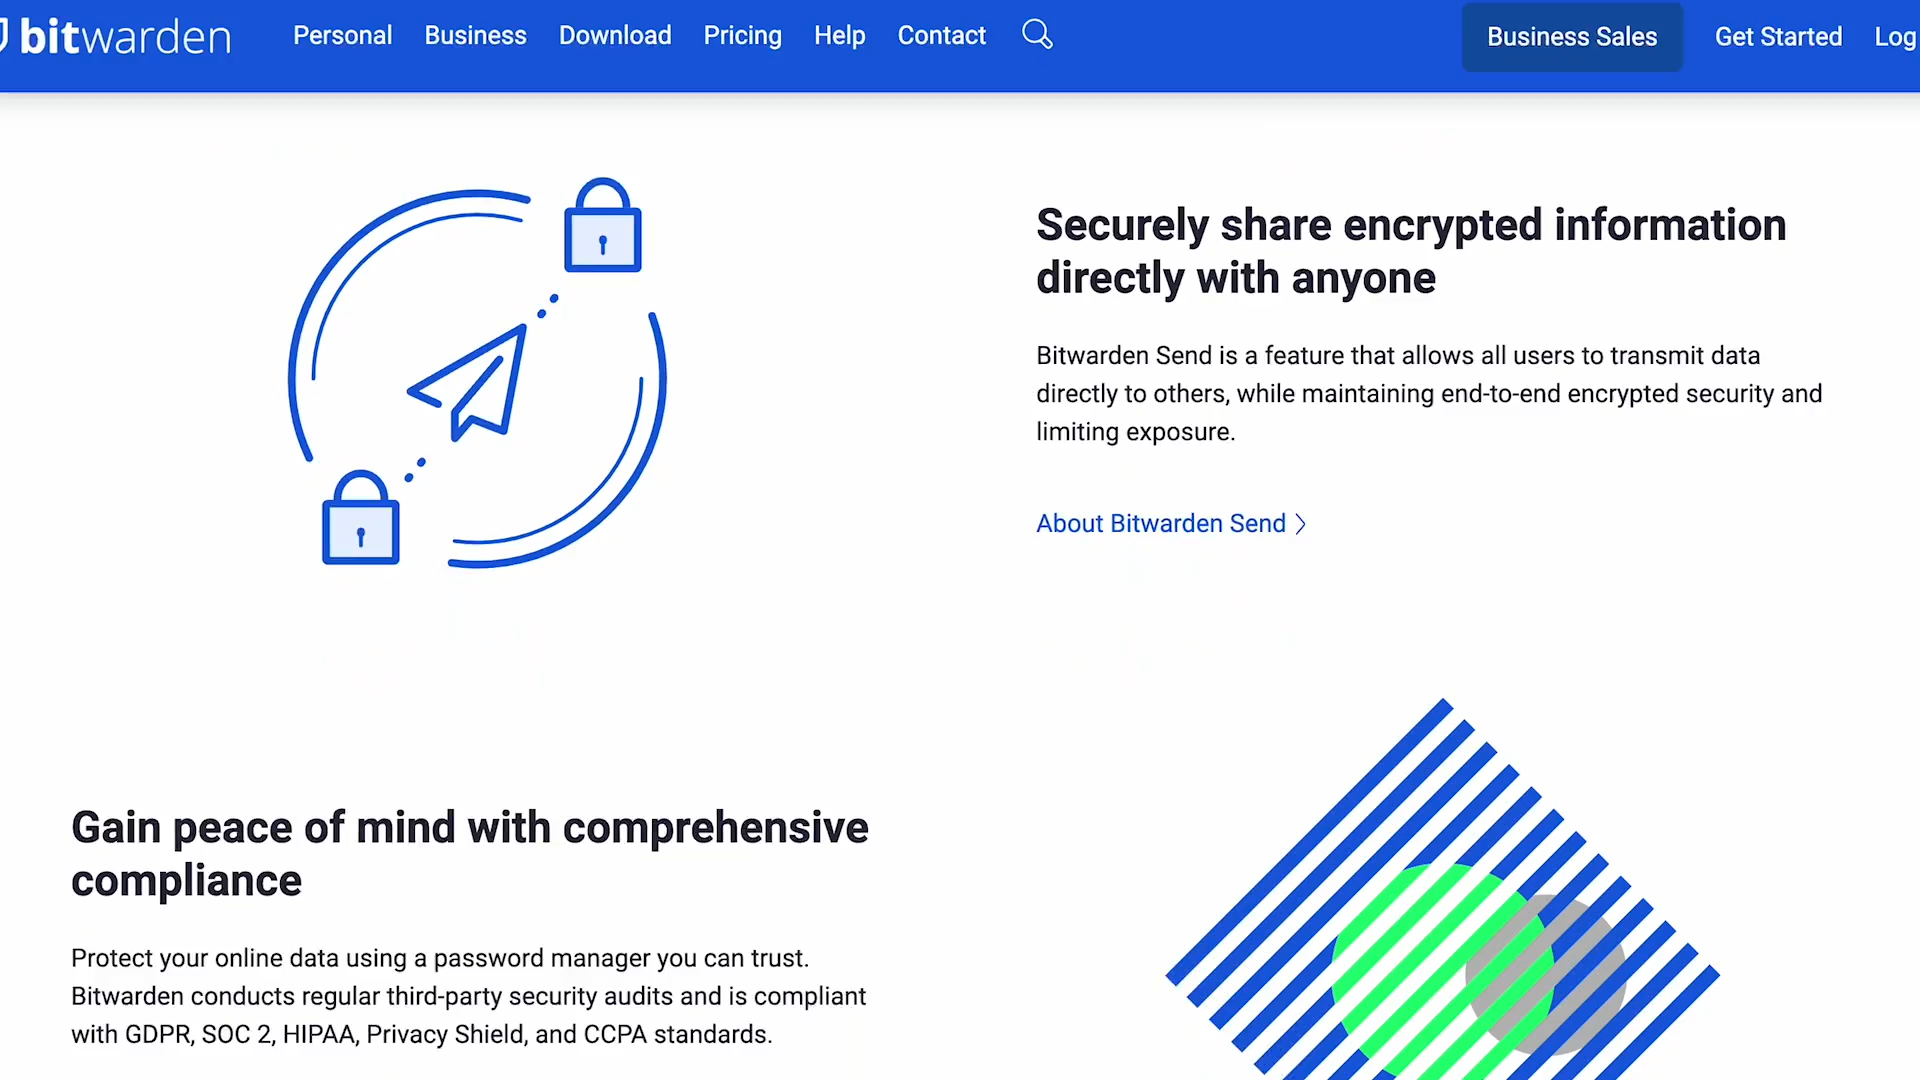 bitwarden Personal Business Download Pricing Help Contact Business Sales Get Started Log
Securely share encrypted information
directly with anyone
Bitwarden Send is a feature that allows all users to transmit data
directly to others, while maintaining end-to-end encrypted security and
limiting exposure.
About Bitwarden Send
Gain peace of mind with comprehensive
compliance
Protect your online data using a password manager you can trust.
Bitwarden conducts regular third-party security audits and is compliant
with GDPR, SOC 2, HIPAA, Privacy Shield, and CCPA standards.